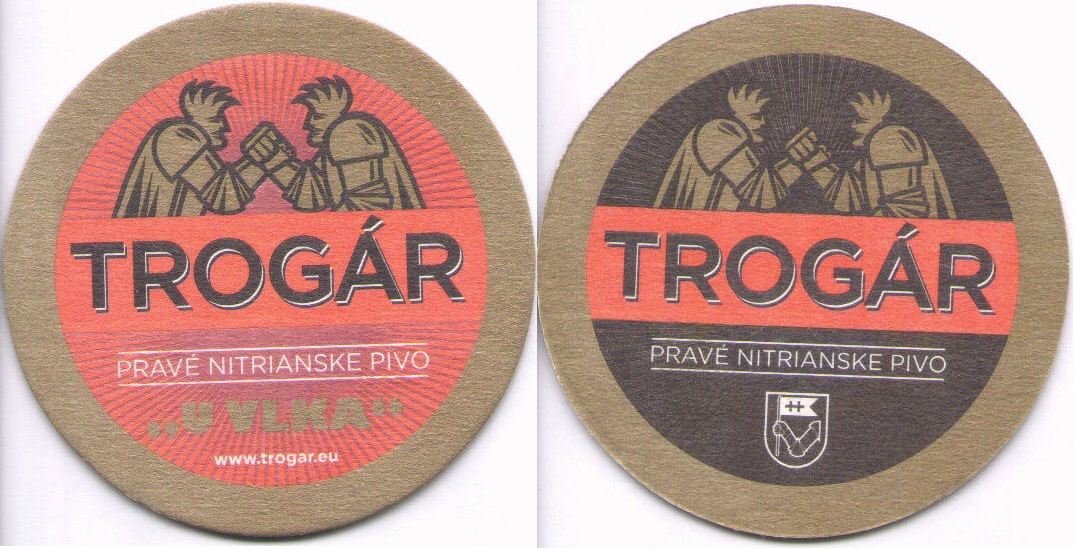 TROGÁR
PRAVÉ NITRIANSKE PIVO
„U VLKA“
www.trogar.eu
TROGÁR
PRAVÉ NITRIANSKE PIVO